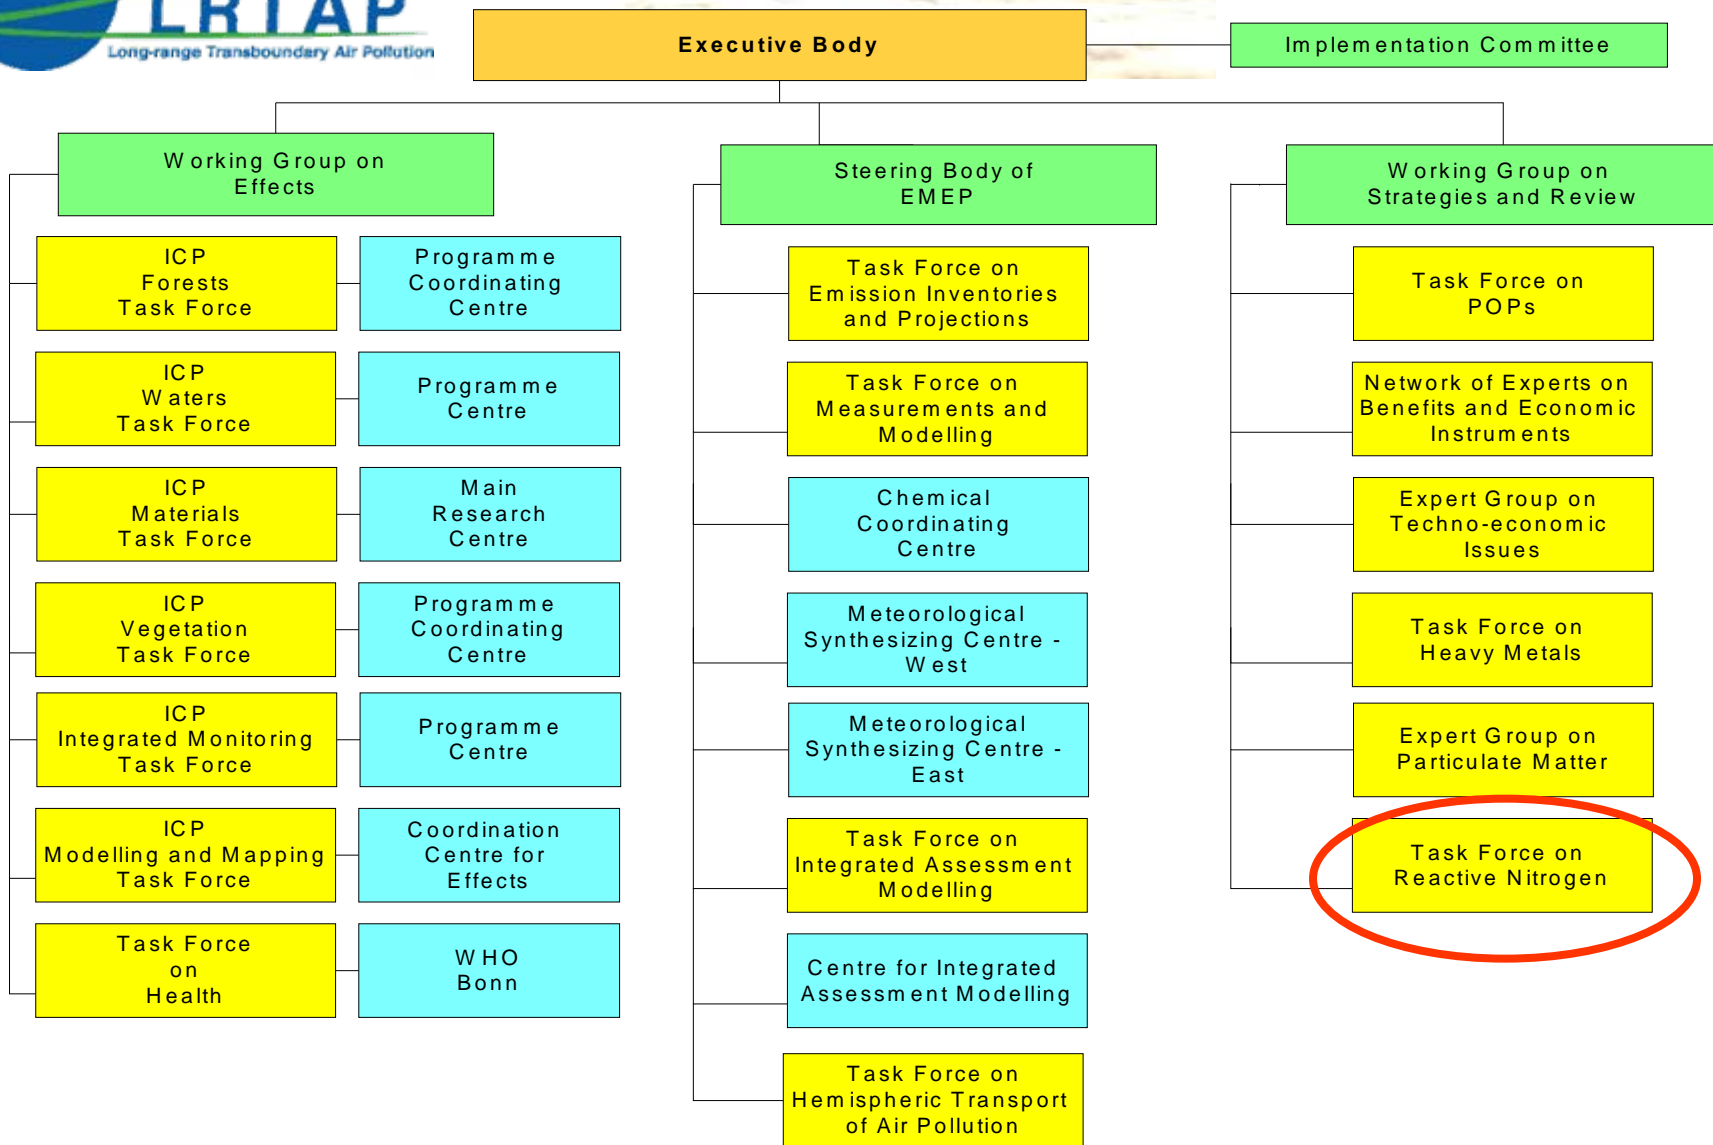 LRTAP
Long-range Transboundary Air Pollution
Executive Body
Implementation Committee
Working Group on
Effects
ICP
Forests
Task Force
Programme
Coordinating
Centre
ICP
Waters
Task Force
Programme
Centre
ICP
Materials
Task Force
Main
Research
Centre
ICP
Vegetation
Task Force
Programme
Coordinating
Centre
ICP
Integrated Monitoring
Task Force
Programme
Centre
ICP
Modelling and Mapping
Task Force
Coordination
Centre for
Effects
Task Force
on
Health
WHO
Bonn
Steering Body of
EMEP
Task Force on
Emission Inventories
and Projections
Task Force on
Measurements and
Modelling
Chemical
Coordinating
Centre
Meteorological
Synthesizing Centre -
West
Meteorological
Synthesizing Centre -
East
Task Force on
Integrated Assessment
Modelling
Centre for Integrated
Assessment Modelling
Task Force on
Hemispheric Transport
of Air Pollution
Working Group on
Strategies and Review
Task Force on
POPs
Network of Experts on
Benefits and Economic
Instruments
Expert Group on
Techno-economic
Issues
Task Force on
Heavy Metals
Expert Group on
Particulate Matter
Task Force on
Reactive Nitrogen